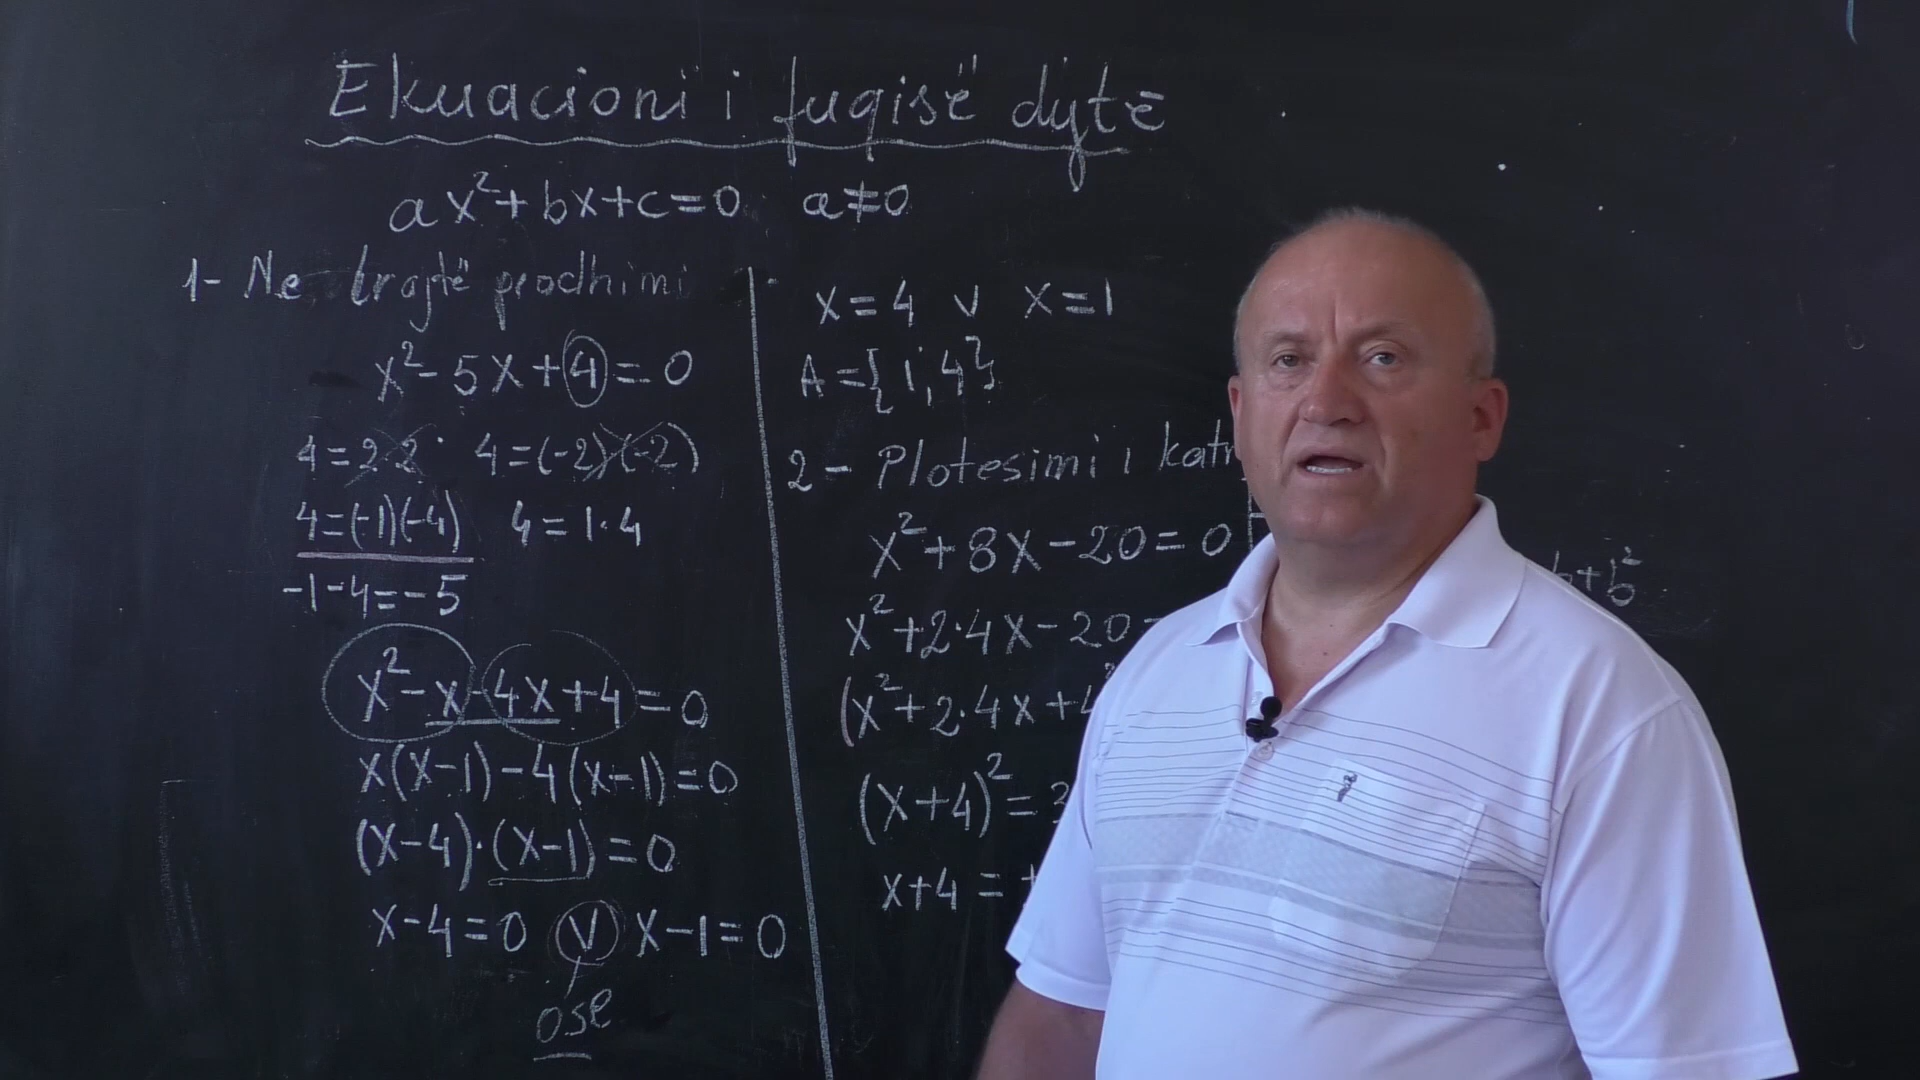 Ekuacioni i fuqisë dytë
ax²+bx+c=0 a≠0
1- Ne trajtë prodhimi
x²-5x+4=0
4=2·2 4=(-2)(-2)
4=(-1)(-4) 4=1·4
-1-4=-5
x²-x-4x+4=0
x(x-1)-4(x-1)=0
(x-4)·(x-1)=0
x-4=0 v x-1=0
ose
x=4 v x=1
A={1,4}
2- Plotesimi i
x²+8x-20=0
x²+2·4x-20
(x²+2·4x+4²
(x+4)²=3
x+4=
+b²